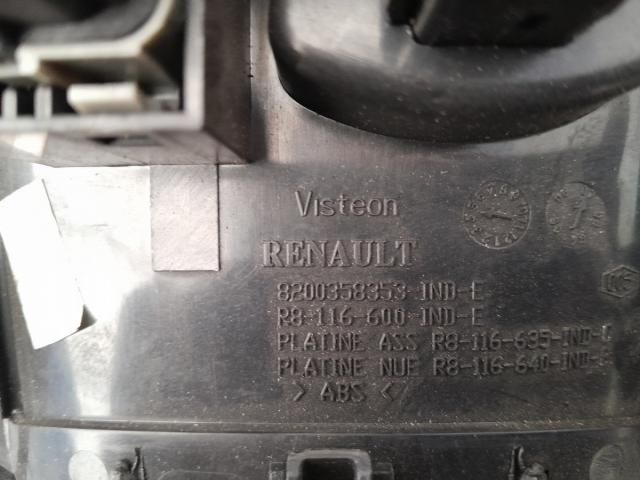 Visteon
RENAULT
8200358353 IND-E
R8-116-600 IND-E
PLATINE ASS R8-116-635-IND-
PLATINE NUE R8-116-640-IND-
> ABS <